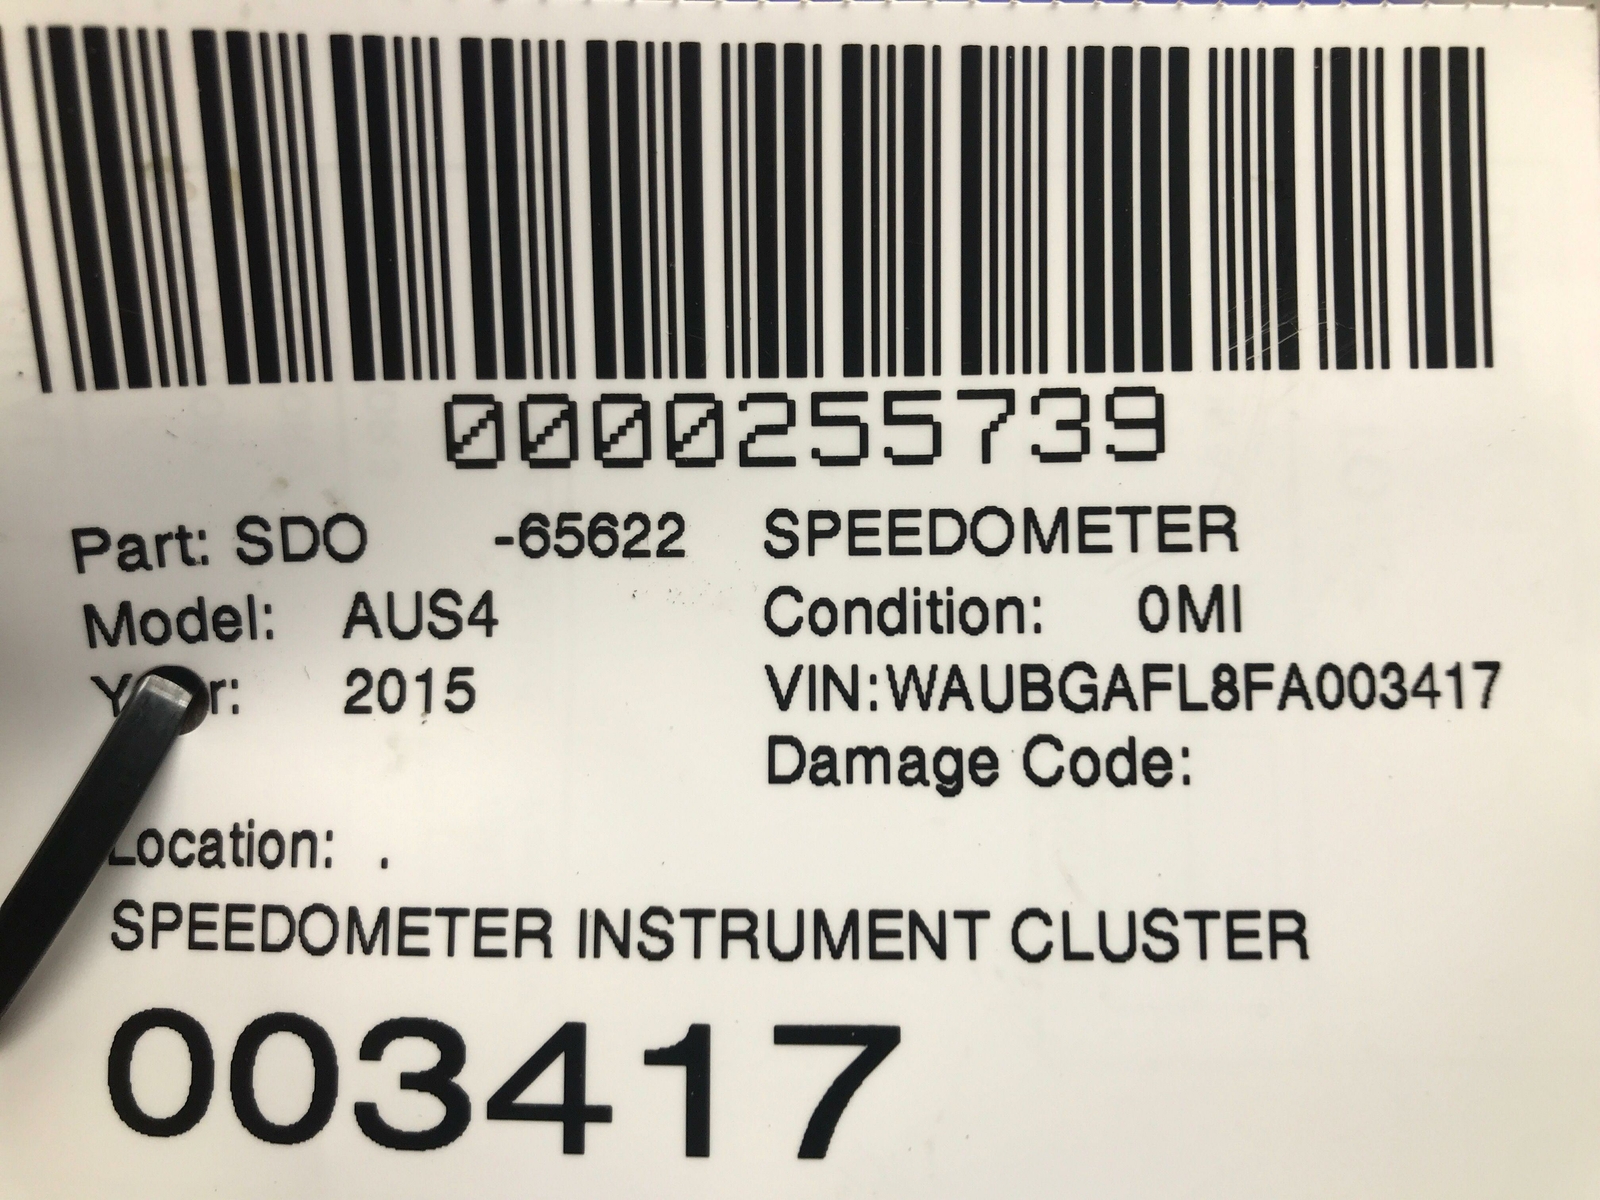 0000255739
Part: SDO -65622 SPEEDOMETER
Model: AUS4 Condition: 0MI
2015 VIN:WAUBGAFL8FA003417
Damage Code:
Location: .
SPEEDOMETER INSTRUMENT CLUSTER
003417